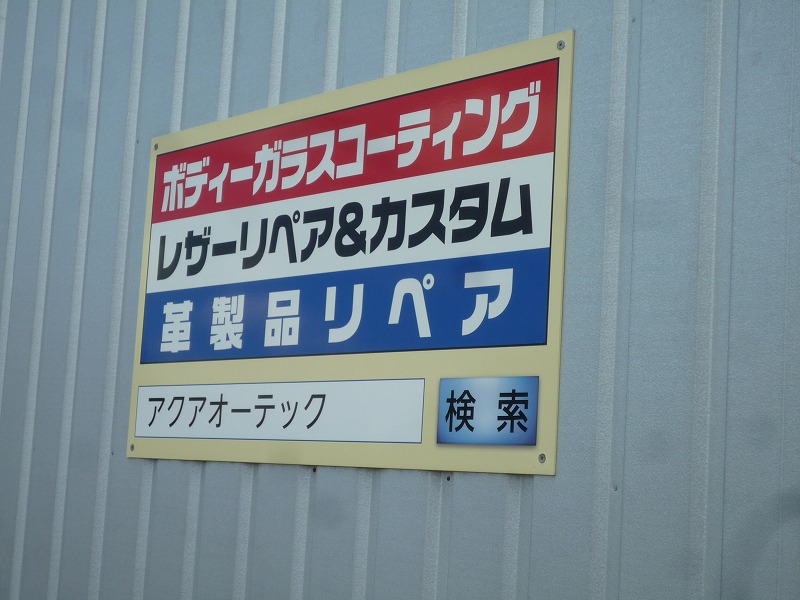 ボディーガラスコーティング
レザーリペア&カスタム
革製品リペア
アクアオーテック 検索